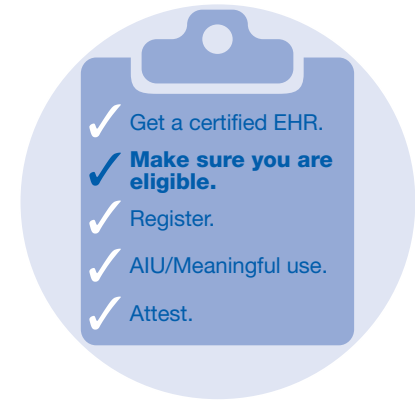 Get a certified EHR.
Make sure you are
eligible.
Register.
AIU/Meaningful use.
Attest.